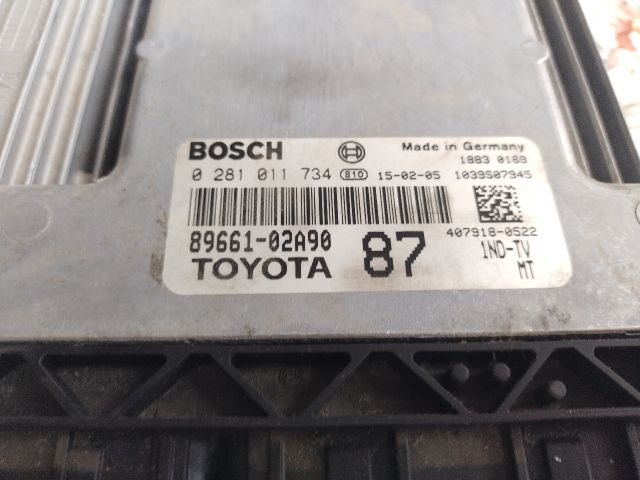 BOSCH
Made in Germany
1883 0169
0 281 011 734 810 15-02-05 1039S07945
407918-0522
89661-02A90
TOYOTA
87
1ND-TV
MT